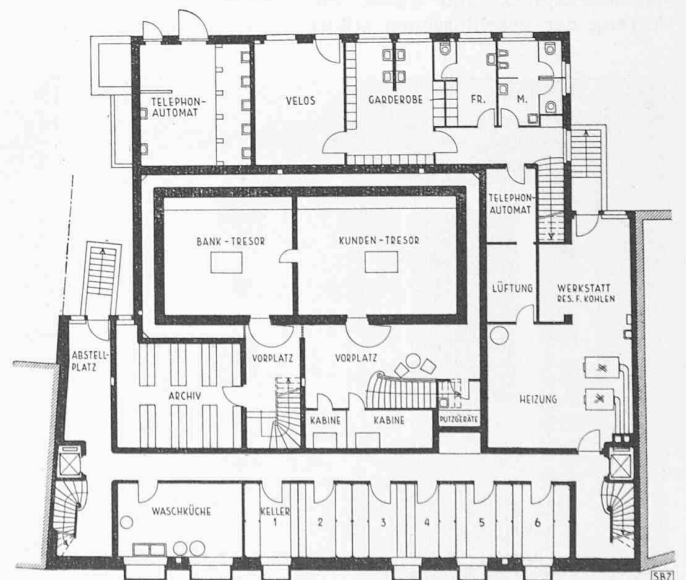 TELEPHON-
AUTOMAT
VELOS
GARDEROBE
FR.
M.
TELEPHON-
AUTOMAT
BANK - TRESOR
KUNDEN - TRESOR
LÜFTUNG
WERKSTATT
RES. F. KOHLEN
ABSTELL-
PLATZ
VORPLATZ
VORPLATZ
ARCHIV
HEIZUNG
KABINE
KABINE
PUTZGERÄTE
WASCHKÜCHE
KELLER
1
2
3
4
5
6
SBZ